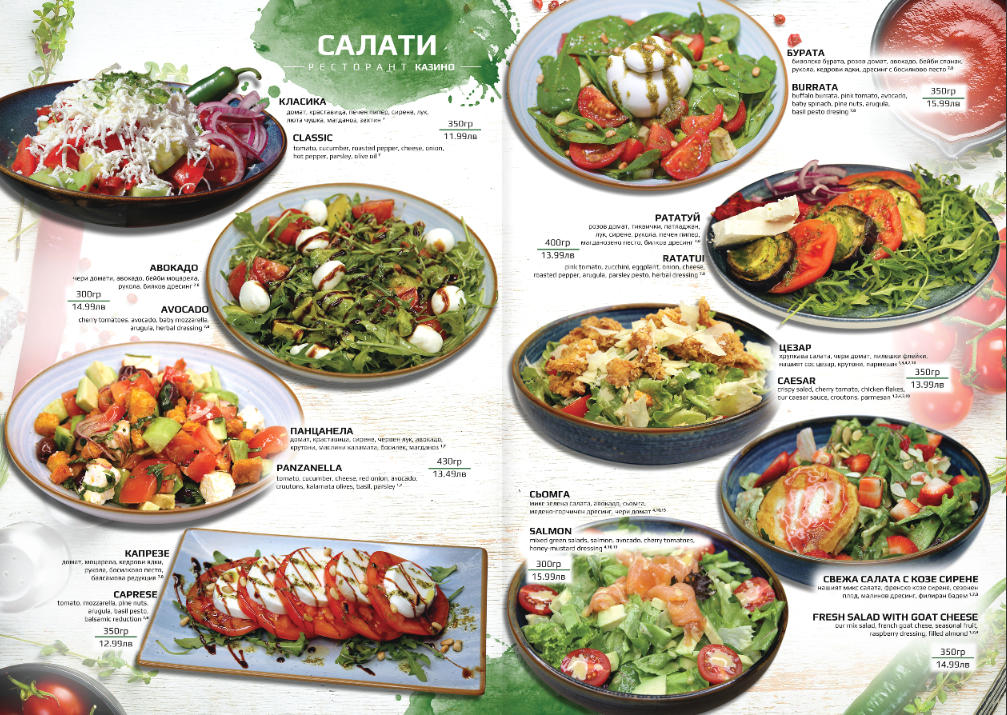 САЛАТИ
РЕСТОРАНТ КАЗИНО
КЛАСИКА
домат, краставица, печен пипер, сирене, лук,
люта чушка, магданоз, зехтин ⁷
350гр
11.99лв
CLASSIC
tomato, cucumber, roasted pepper, cheese, onion,
hot pepper, parsley, olive oil ⁷
АВОКАДО
чери домати, авокадо, бейби моцарела,
рукола, билков дресинг
300гр
14.99лв
AVOCADO
cherry tomatoes, avocado, baby mozzarella,
arugula, herbal dressing
ПАНЦАНЕЛА
домат, краставица, сирене, червен лук, авокадо,
крутони, маслини каламата, босилек, магданоз ¹·⁷
430гр
13.49лв
PANZANELLA
tomato, cucumber, cheese, red onion, avocado,
croutons, kalamata olives, basil, parsley ¹·⁷
КАПРЕЗЕ
домат, моцарела, кедрови ядки,
рукола, босилково песто,
балсамова редукция
CAPRESE
tomato, mozzarella, pine nuts,
arugula, basil pesto,
balsamic reduction
350гр
12.99лв
БУРАТА
биволска бурата, розов домат, авокадо, бейби спанак,
рукола, кедрови ядки, дресинг с босилково песто
BURRATA
buffalo burrata, pink tomato, avocado,
baby spinach, pine nuts, arugula,
basil pesto dresing
350гр
15.99лв
РАТАТУЙ
розов домат, тиквички, патладжан,
лук, сирене, рукола, печен пипер,
магданозено песто, билков дресинг
400гр
13.99лв
RATATUI
pink tomato, zucchini, eggplant, onion, cheese,
roasted pepper, arugula, parsley pesto, herbal dressing
ЦЕЗАР
хрупкава салата, чери домат, пилешки флейки,
нашият сос цезар, крутони, пармезан
350гр
13.99лв
CAESAR
crispy salad, cherry tomato, chicken flakes,
our caesar sauce, croutons, parmesan
СЬОМГА
микс зелена салата, авокадо, сьомга,
медено-горчичен дресинг, чери домат
SALMON
mixed green salads, salmon, avocado, cherry tomatoes,
honey-mustard dressing
300гр
15.99лв
СВЕЖА САЛАТА С КОЗЕ СИРЕНЕ
нашият микс салата, френско козе сирене, сезонен
плод, малинов дресинг, филиран бадем
FRESH SALAD WITH GOAT CHEESE
our mix salad, french goat cheese, seasonal fruit,
raspberry dressing, filled almond
350гр
14.99лв